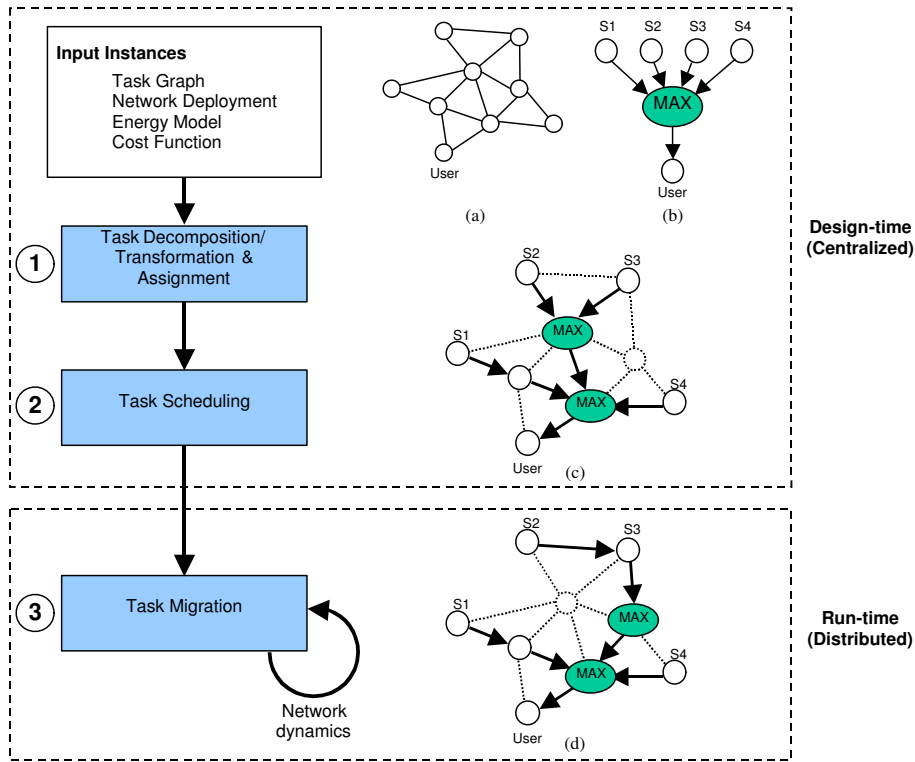 Input Instances
Task Graph
Network Deployment
Energy Model
Cost Function
User
(a)
S1 S2 S3 S4
MAX
User
(b)
1
Task Decomposition/
Transformation &
Assignment
2
Task Scheduling
S2
S3
S1
MAX
S4
MAX
User
(c)
Design-time
(Centralized)
3
Task Migration
Network
dynamics
S2
S3
S1
MAX
S4
MAX
User
(d)
Run-time
(Distributed)